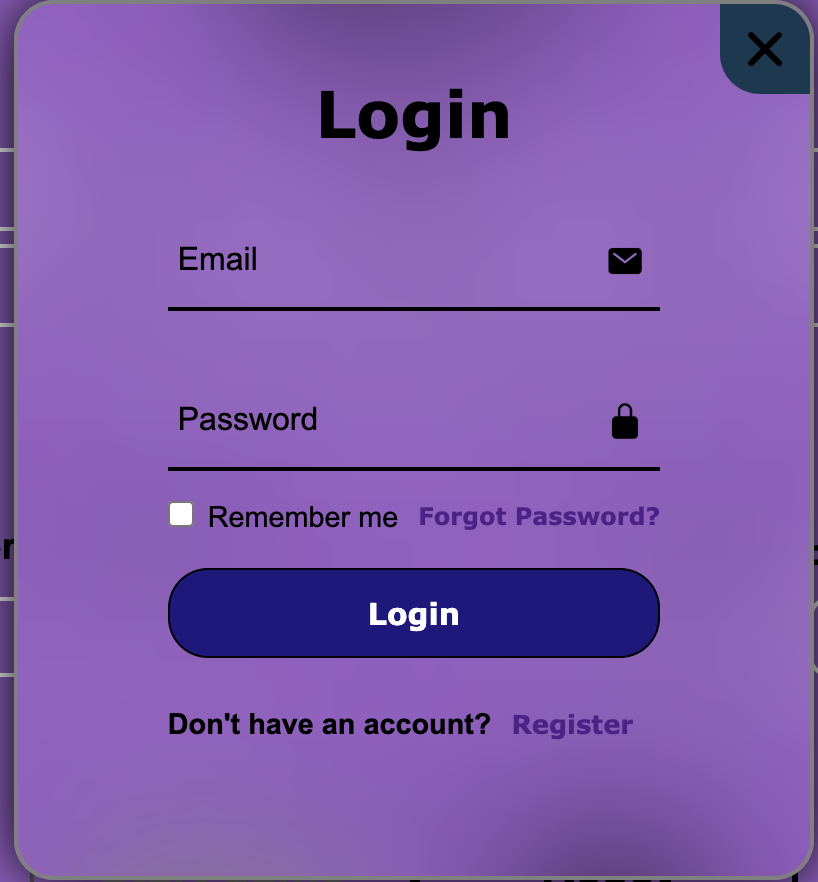 Login
Email
Password
Remember me Forgot Password?
Login
Don't have an account? Register